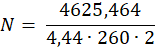 N = 4625,464 / 4,44 · 260 · 2